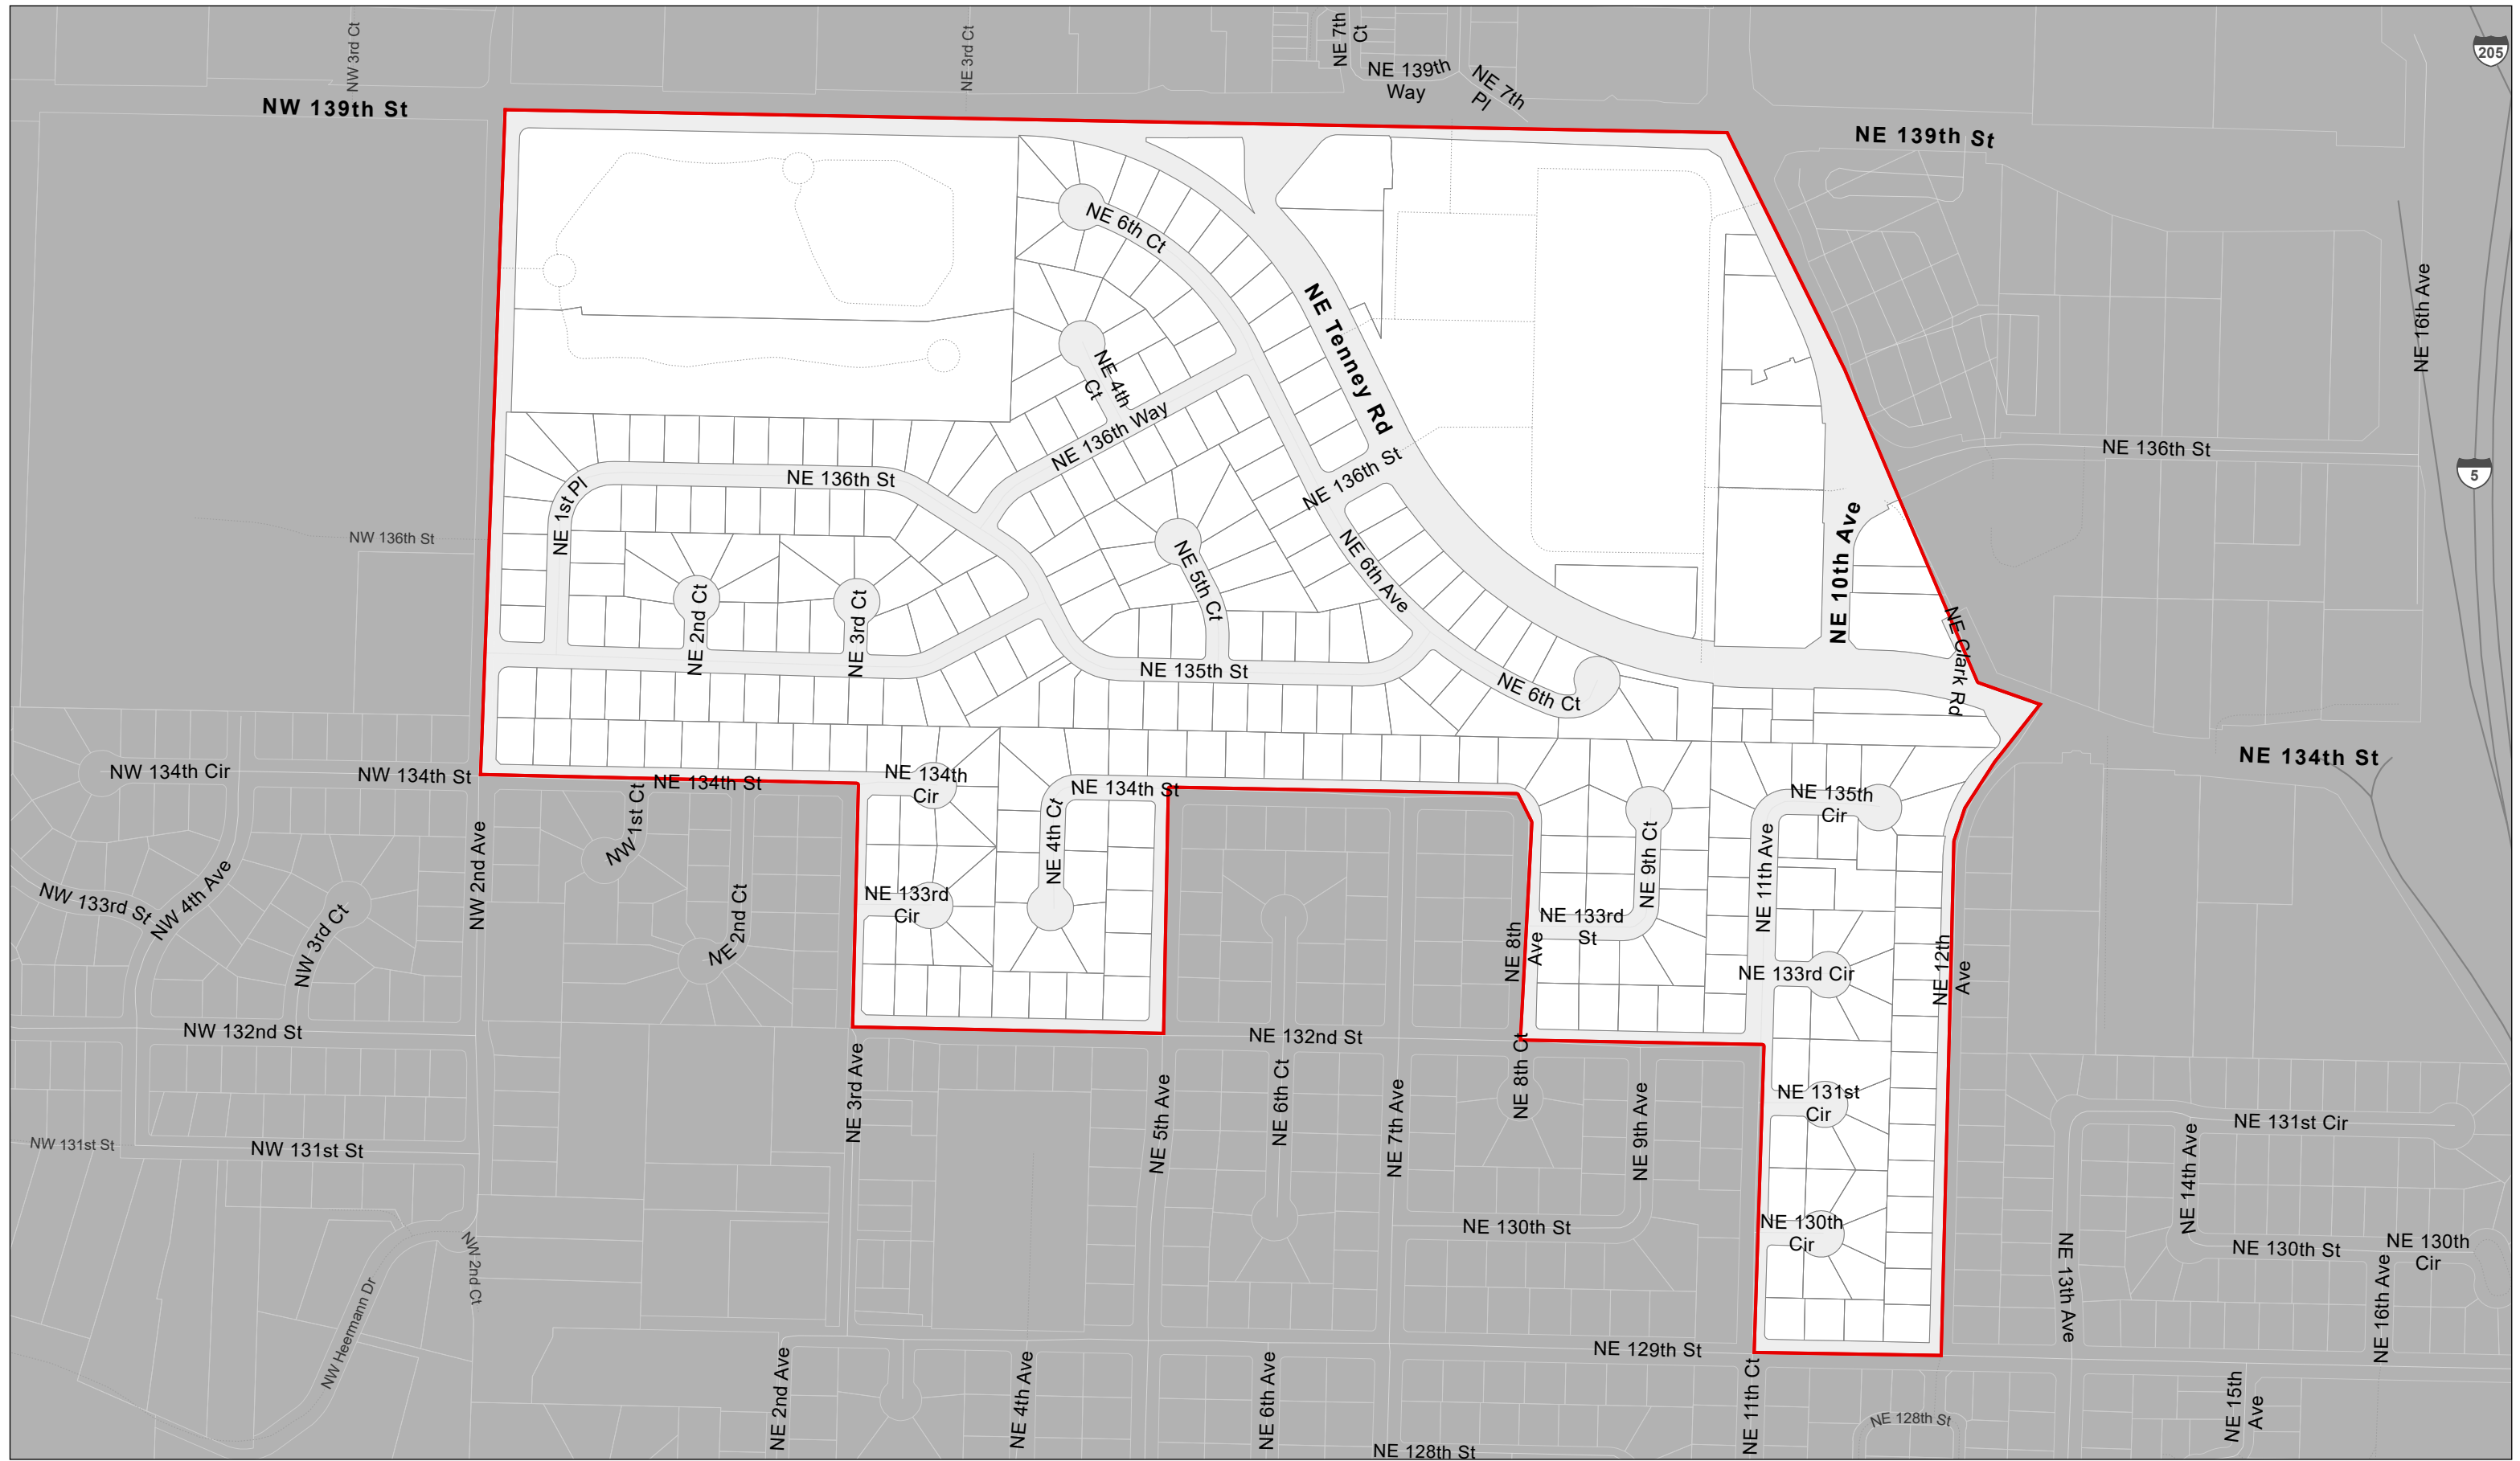 NW 3rd Ct
NE 3rd Ct
NE 7th
Ct
NE 139th
Way
NE 7th
Pl
205
NW 139th St
NE 139th St
NE 6th Ct
NE Tenney Rd
NE 16th Ave
NE 4th
Ct
NE 136th Way
NE 136th St
NE 136th St
NE 136th St
5
NE 1st Pl
NW 136th St
NE 10th Ave
NE 6th Ave
NE 5th Ct
NE 2nd Ct
NE 3rd Ct
NE 135th St
NE 6th Ct
NE Clark Rd
NE 134th St
NW 134th Cir
NW 134th St
NE 134th St
NE 134th
Cir
NE 134th St
NE 135th
Cir
NW 1st Ct
NE 4th Ct
NE 9th Ct
NE 11th Ave
NW 2nd Ave
NW 133rd St
NW 4th Ave
NW 3rd Ct
NE 2nd Ct
NE 133rd
Cir
NE 133rd
St
NE 8th
Ave
NE 133rd Cir
NE 12th
Ave
NW 132nd St
NE 132nd St
NE 8th Ct
NE 3rd Ave
NE 5th Ave
NE 6th Ct
NE 7th Ave
NE 9th Ave
NE 131st
Cir
NE 131st Cir
NW 131st St
NW 131st St
NE 14th Ave
NE 130th St
NE 130th
Cir
NE 130th St
NE 130th
Cir
NW 2nd Ct
NW Heermann Dr
NE 13th Ave
NE 16th Ave
NE 129th St
NE 2nd Ave
NE 4th Ave
NE 6th Ave
NE 11th Ct
NE 15th
Ave
NE 128th St
NE 128th St